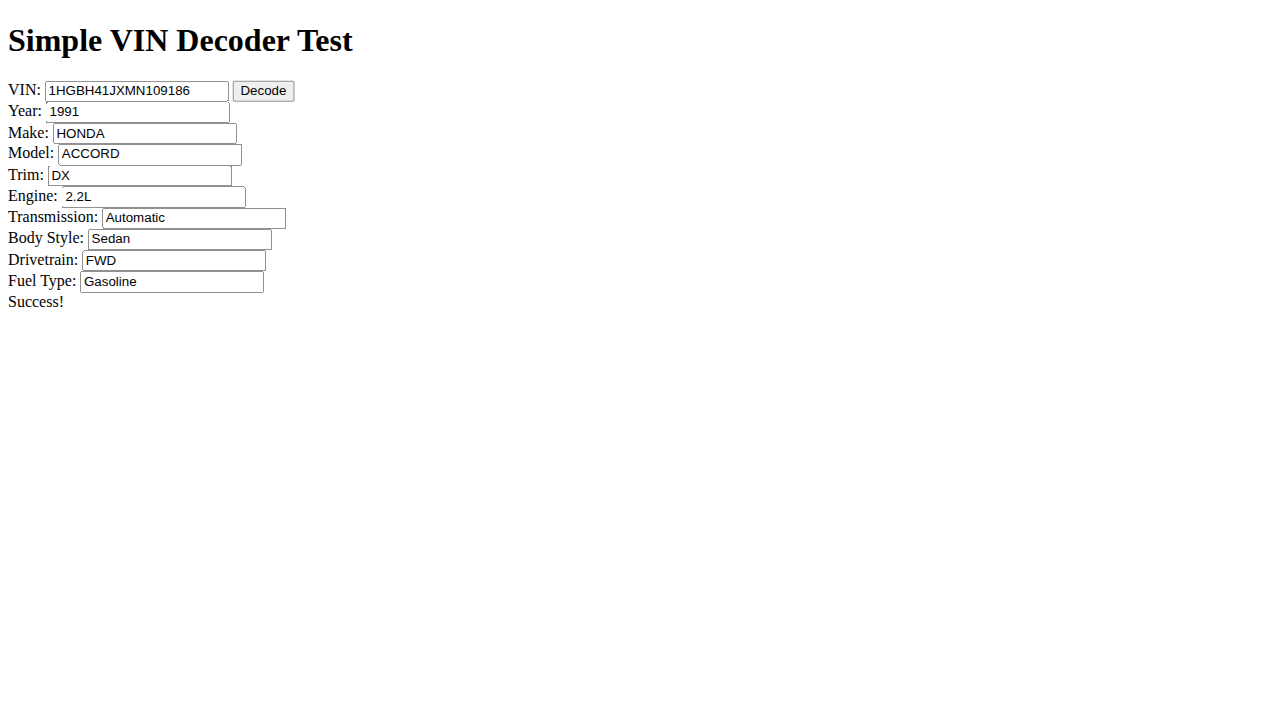 Simple VIN Decoder Test
VIN: 1HGBH41JXMN109186 Decode
Year: 1991
Make: HONDA
Model: ACCORD
Trim: DX
Engine: 2.2L
Transmission: Automatic
Body Style: Sedan
Drivetrain: FWD
Fuel Type: Gasoline
Success!